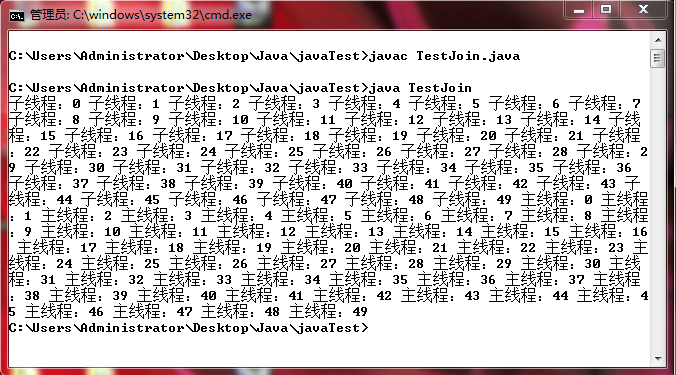 管理员: C:\windows\system32\cmd.exe
C:\Users\Administrator\Desktop\Java\javaTest>javac TestJoin.java
C:\Users\Administrator\Desktop\Java\javaTest>java TestJoin
子线程：0 子线程：1 子线程：2 子线程：3 子线程：4 子线程：5 子线程：6 子线程：7
子线程：8 子线程：9 子线程：10 子线程：11 子线程：12 子线程：13 子线程：14 子线
程：15 子线程：16 子线程：17 子线程：18 子线程：19 子线程：20 子线程：21 子线程
：22 子线程：23 子线程：24 子线程：25 子线程：26 子线程：27 子线程：28 子线程：2
9 子线程：30 子线程：31 子线程：32 子线程：33 子线程：34 子线程：35 子线程：36
子线程：37 子线程：38 子线程：39 子线程：40 子线程：41 子线程：42 子线程：43 子
线程：44 子线程：45 子线程：46 子线程：47 子线程：48 子线程：49 主线程：0 主线程
：1 主线程：2 主线程：3 主线程：4 主线程：5 主线程：6 主线程：7 主线程：8 主线程
：9 主线程：10 主线程：11 主线程：12 主线程：13 主线程：14 主线程：15 主线程：16
主线程：17 主线程：18 主线程：19 主线程：20 主线程：21 主线程：22 主线程：23 主
线程：24 主线程：25 主线程：26 主线程：27 主线程：28 主线程：29 主线程：30 主线
程：31 主线程：32 主线程：33 主线程：34 主线程：35 主线程：36 主线程：37 主线程
：38 主线程：39 主线程：40 主线程：41 主线程：42 主线程：43 主线程：44 主线程：4
5 主线程：46 主线程：47 主线程：48 主线程：49
C:\Users\Administrator\Desktop\Java\javaTest>